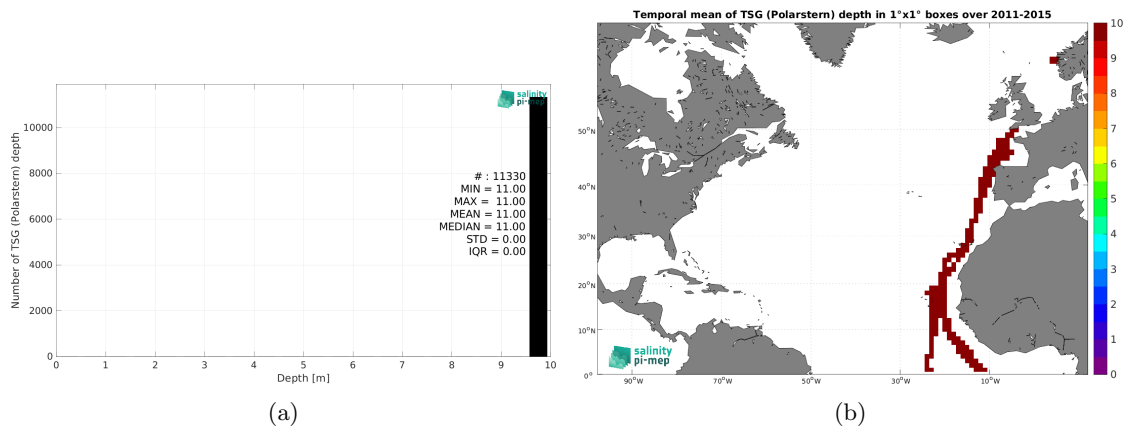 salinity
pi-mep
Number of TSG (Polarstern) depth
10000
8000
6000
4000
2000
0
# : 11330
MIN = 11.00
MAX = 11.00
MEAN = 11.00
MEDIAN = 11.00
STD = 0.00
IQR = 0.00
0 1 2 3 4 5 6 7 8 9 10
Depth [m]
(a)
Temporal mean of TSG (Polarstern) depth in 1°x1° boxes over 2011-2015
50°N
40°N
30°N
20°N
10°N
0°
90°W 70°W 50°W 30°W 10°W
salinity
pi-mep
10
9
8
7
6
5
4
3
2
1
0
(b)